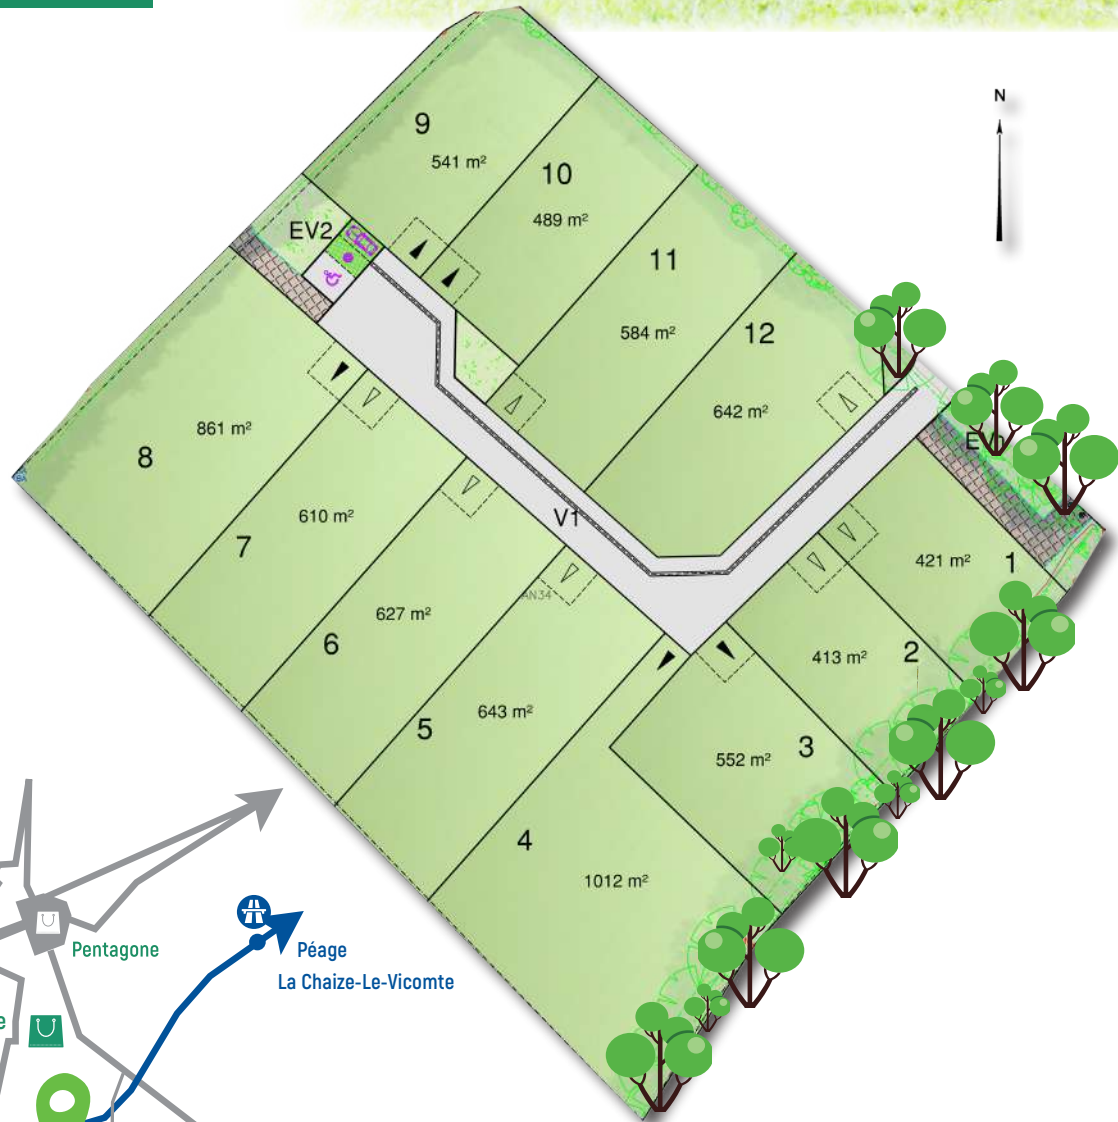 N
9
541 m²
10
489 m²
EV2
11
584 m²
12
642 m²
8
861 m²
7
610 m²
V1
421 m²
1
AN34
6
627 m²
413 m²
2
5
643 m²
552 m²
3
4
1012 m²
Pentagone
Péage
La Chaize-Le-Vicomte
e